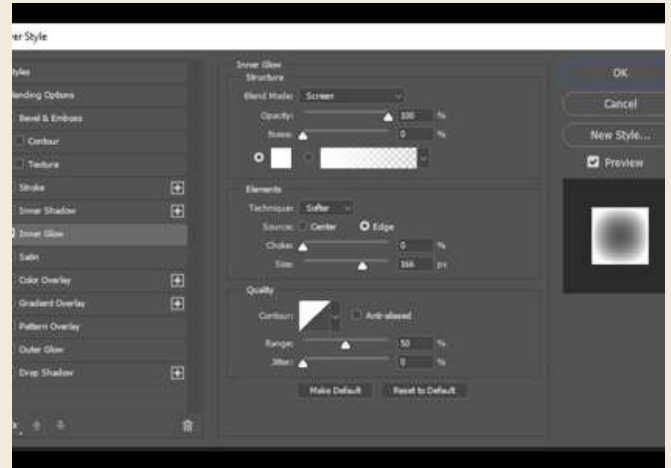 er Style
tyles
lending Options
Bevel & Emboss
Contour
Texture
Stroke
Inner Shadow
Inner Glow
Satin
Color Overlay
Gradient Overlay
Pattern Overlay
Outer Glow
Drop Shadow
Inner Glow
Structure
Blend Mode: Screen
Opacity: 100 %
Noise: 0 %
Elements
Technique: Softer
Source: Center Edge
Choke: 0 %
Size: 166 px
Quality
Contour: Anti-aliased
Range: 50 %
Jitter: 0 %
Make Default Reset to Default
OK
Cancel
New Style...
Preview